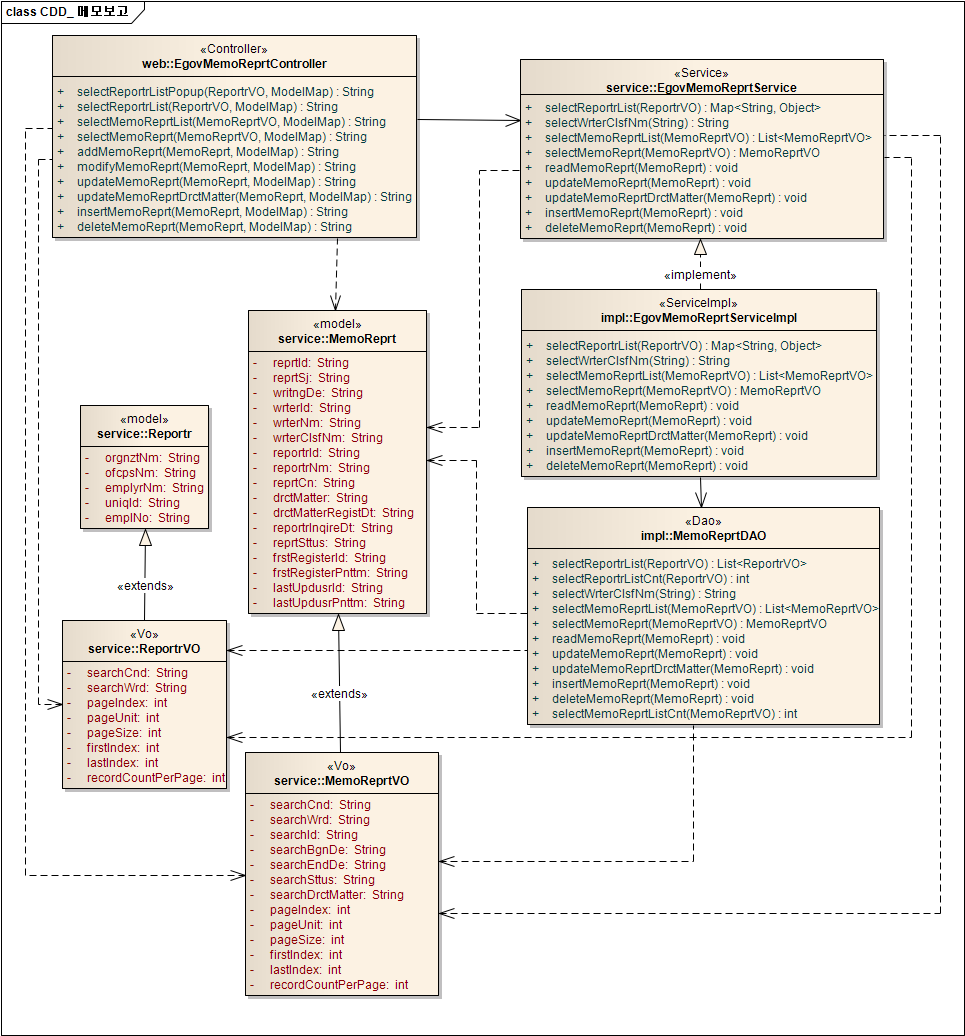 class CDD_ 메모보고
«Controller»
web::EgovMemoReprtController
+ selectReportrListPopup(ReportrVO, ModelMap) : String
+ selectReportrList(ReportrVO, ModelMap) : String
+ selectMemoReprtList(MemoReprtVO, ModelMap) : String
+ selectMemoReprt(MemoReprtVO, ModelMap) : String
+ addMemoReprt(MemoReprt, ModelMap) : String
+ modifyMemoReprt(MemoReprt, ModelMap) : String
+ updateMemoReprt(MemoReprt, ModelMap) : String
+ updateMemoReprtDrctMatter(MemoReprt, ModelMap) : String
+ insertMemoReprt(MemoReprt, ModelMap) : String
+ deleteMemoReprt(MemoReprt, ModelMap) : String
«Service»
service::EgovMemoReprtService
+ selectReportrList(ReportrVO) : Map<String, Object>
+ selectWrterClsfNm(String) : String
+ selectMemoReprtList(MemoReprtVO) : List<MemoReprtVO>
+ selectMemoReprt(MemoReprtVO) : MemoReprtVO
+ readMemoReprt(MemoReprt) : void
+ updateMemoReprt(MemoReprt) : void
+ updateMemoReprtDrctMatter(MemoReprt) : void
+ insertMemoReprt(MemoReprt) : void
+ deleteMemoReprt(MemoReprt) : void
«implement»
«ServiceImpl»
impl::EgovMemoReprtServiceImpl
+ selectReportrList(ReportrVO) : Map<String, Object>
+ selectWrterClsfNm(String) : String
+ selectMemoReprtList(MemoReprtVO) : List<MemoReprtVO>
+ selectMemoReprt(MemoReprtVO) : MemoReprtVO
+ readMemoReprt(MemoReprt) : void
+ updateMemoReprt(MemoReprt) : void
+ updateMemoReprtDrctMatter(MemoReprt) : void
+ insertMemoReprt(MemoReprt) : void
+ deleteMemoReprt(MemoReprt) : void
«model»
service::MemoReprt
- reprtId: String
- reprtSj: String
- writngDe: String
- wrterId: String
- wrterNm: String
- wrterClsfNm: String
- reportrId: String
- reportrNm: String
- reprtCn: String
- drctMatter: String
- drctMatterRegistDt: String
- reportrInqireDt: String
- reprtSttus: String
- frstRegisterId: String
- frstRegisterPnttm: String
- lastUpdusrId: String
- lastUpdusrPnttm: String
«model»
service::Reportr
- orgnztNm: String
- ofcpsNm: String
- emplyrNm: String
- uniqId: String
- emplNo: String
«extends»
«Dao»
impl::MemoReprtDAO
+ selectReportrList(ReportrVO) : List<ReportrVO>
+ selectReportrListCnt(ReportrVO) : int
+ selectWrterClsfNm(String) : String
+ selectMemoReprtList(MemoReprtVO) : List<MemoReprtVO>
+ selectMemoReprt(MemoReprtVO) : MemoReprtVO
+ readMemoReprt(MemoReprt) : void
+ updateMemoReprt(MemoReprt) : void
+ updateMemoReprtDrctMatter(MemoReprt) : void
+ insertMemoReprt(MemoReprt) : void
+ deleteMemoReprt(MemoReprt) : void
+ selectMemoReprtListCnt(MemoReprtVO) : int
«Vo»
service::ReportrVO
- searchCnd: String
- searchWrd: String
- pageIndex: int
- pageUnit: int
- pageSize: int
- firstIndex: int
- lastIndex: int
- recordCountPerPage: int
«extends»
«Vo»
service::MemoReprtVO
- searchCnd: String
- searchWrd: String
- searchId: String
- searchBgnDe: String
- searchEndDe: String
- searchSttus: String
- searchDrctMatter: String
- pageIndex: int
- pageUnit: int
- pageSize: int
- firstIndex: int
- lastIndex: int
- recordCountPerPage: int